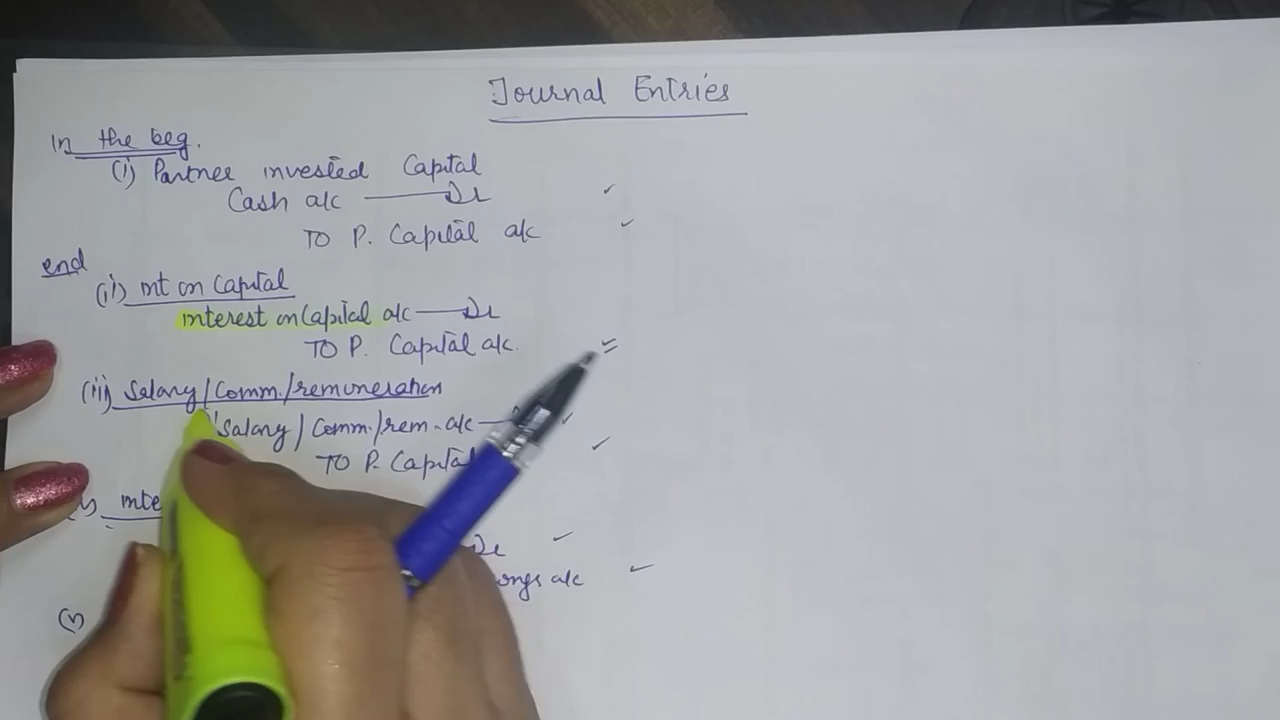 Journal Entries
In the beg.
(i) Partner invested Capital
Cash a/c Dr
TO P. Capital a/c
end
(ii) int on Capital
interest on Capital a/c Dr
TO P. Capital a/c.
(iii) Salary/Comm./remuneration
Salary/Comm./rem. a/c
TO P. Capital
Dr
a/c
(v)